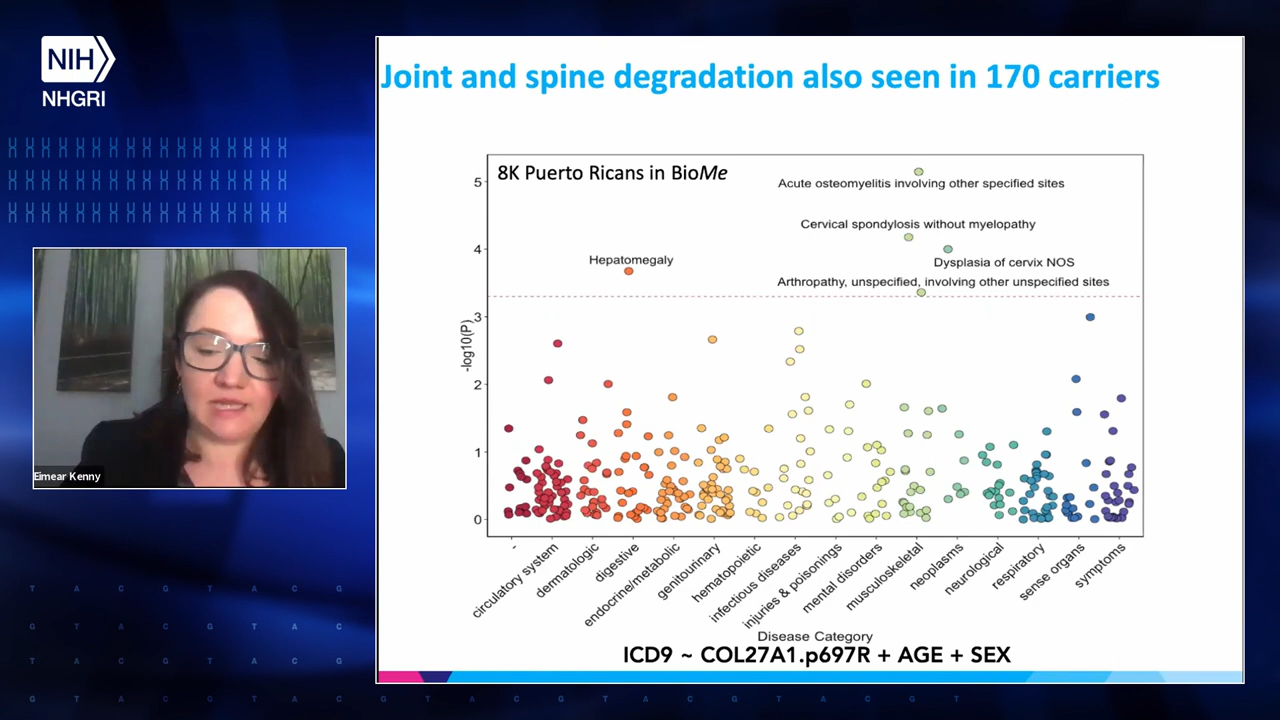 NIH
NHGRI
Eimear Kenny
T A C G T A C G
G T A C G T A C
T A C G T A C G
G T A C G T A C G T A C G T A C G T A C G T
Joint and spine degradation also seen in 170 carriers
8K Puerto Ricans in BioMe
Acute osteomyelitis involving other specified sites
Cervical spondylosis without myelopathy
Hepatomegaly
Dysplasia of cervix NOS
Arthropathy, unspecified, involving other unspecified sites
-log10(P)
5
4
3
2
1
0
-
circulatory system
dermatologic
digestive
endocrine/metabolic
genitourinary
hematopoietic
infectious diseases
injuries & poisonings
mental disorders
musculoskeletal
neoplasms
neurological
respiratory
sense organs
symptoms
Disease Category
ICD9 ~ COL27A1.p697R + AGE + SEX